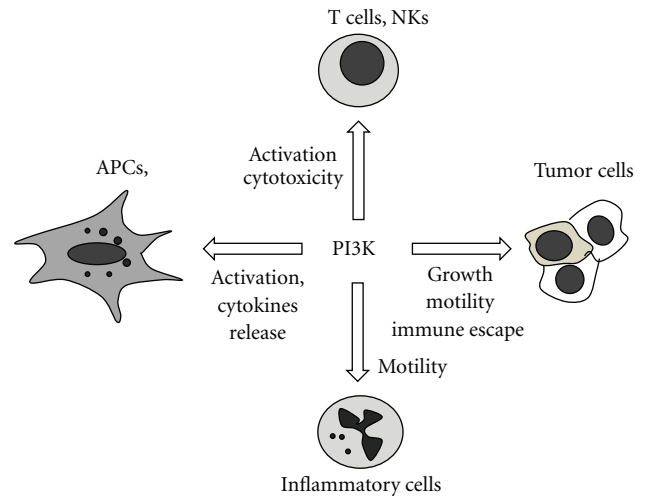 T cells, NKs
Activation
cytotoxicity
APCs,
Tumor cells
PI3K
Activation,
cytokines
release
Growth
motility
immune escape
Motility
Inflammatory cells